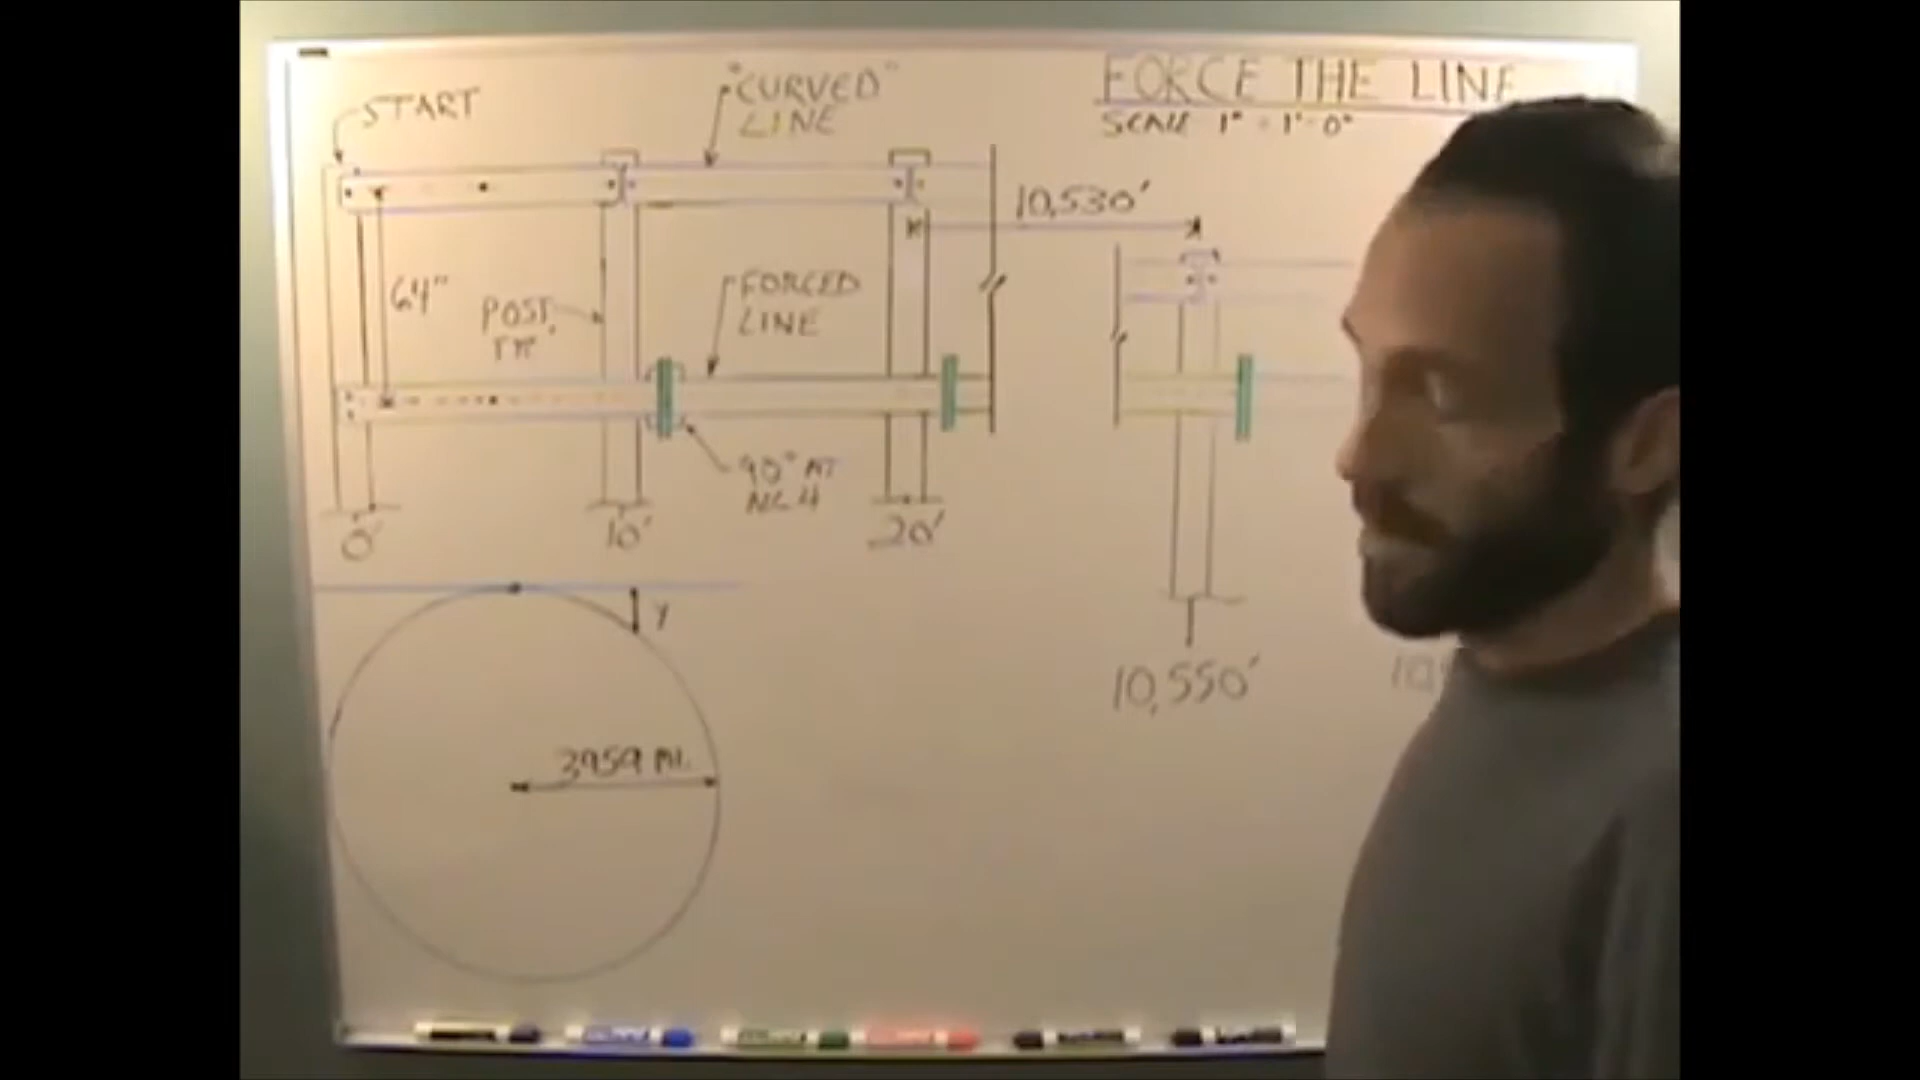 FORCE THE LINE
SCALE 1" = 1'-0"
START
"CURVED"
LINE
10,530'
64"
POST,
TYP
FORCED
LINE
90° AT
NC 4
0'
10'
20'
Y
3959 MI.
10,550'